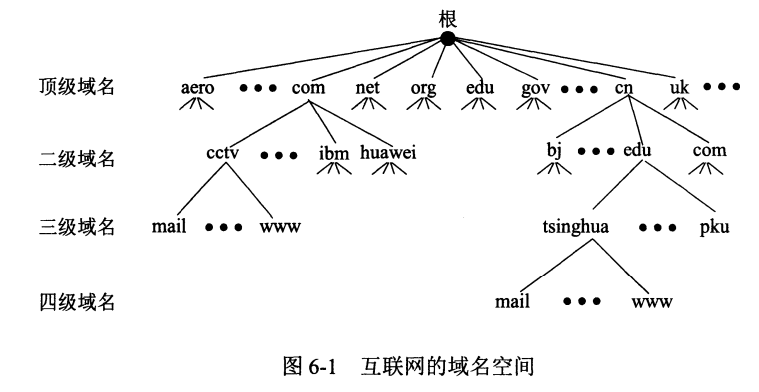 根
顶级域名 aero ••• com net org edu gov ••• cn uk •••
二级域名 cctv ••• ibm huawei bj ••• edu com
三级域名 mail ••• www tsinghua ••• pku
四级域名 mail ••• www
图 6-1 互联网的域名空间